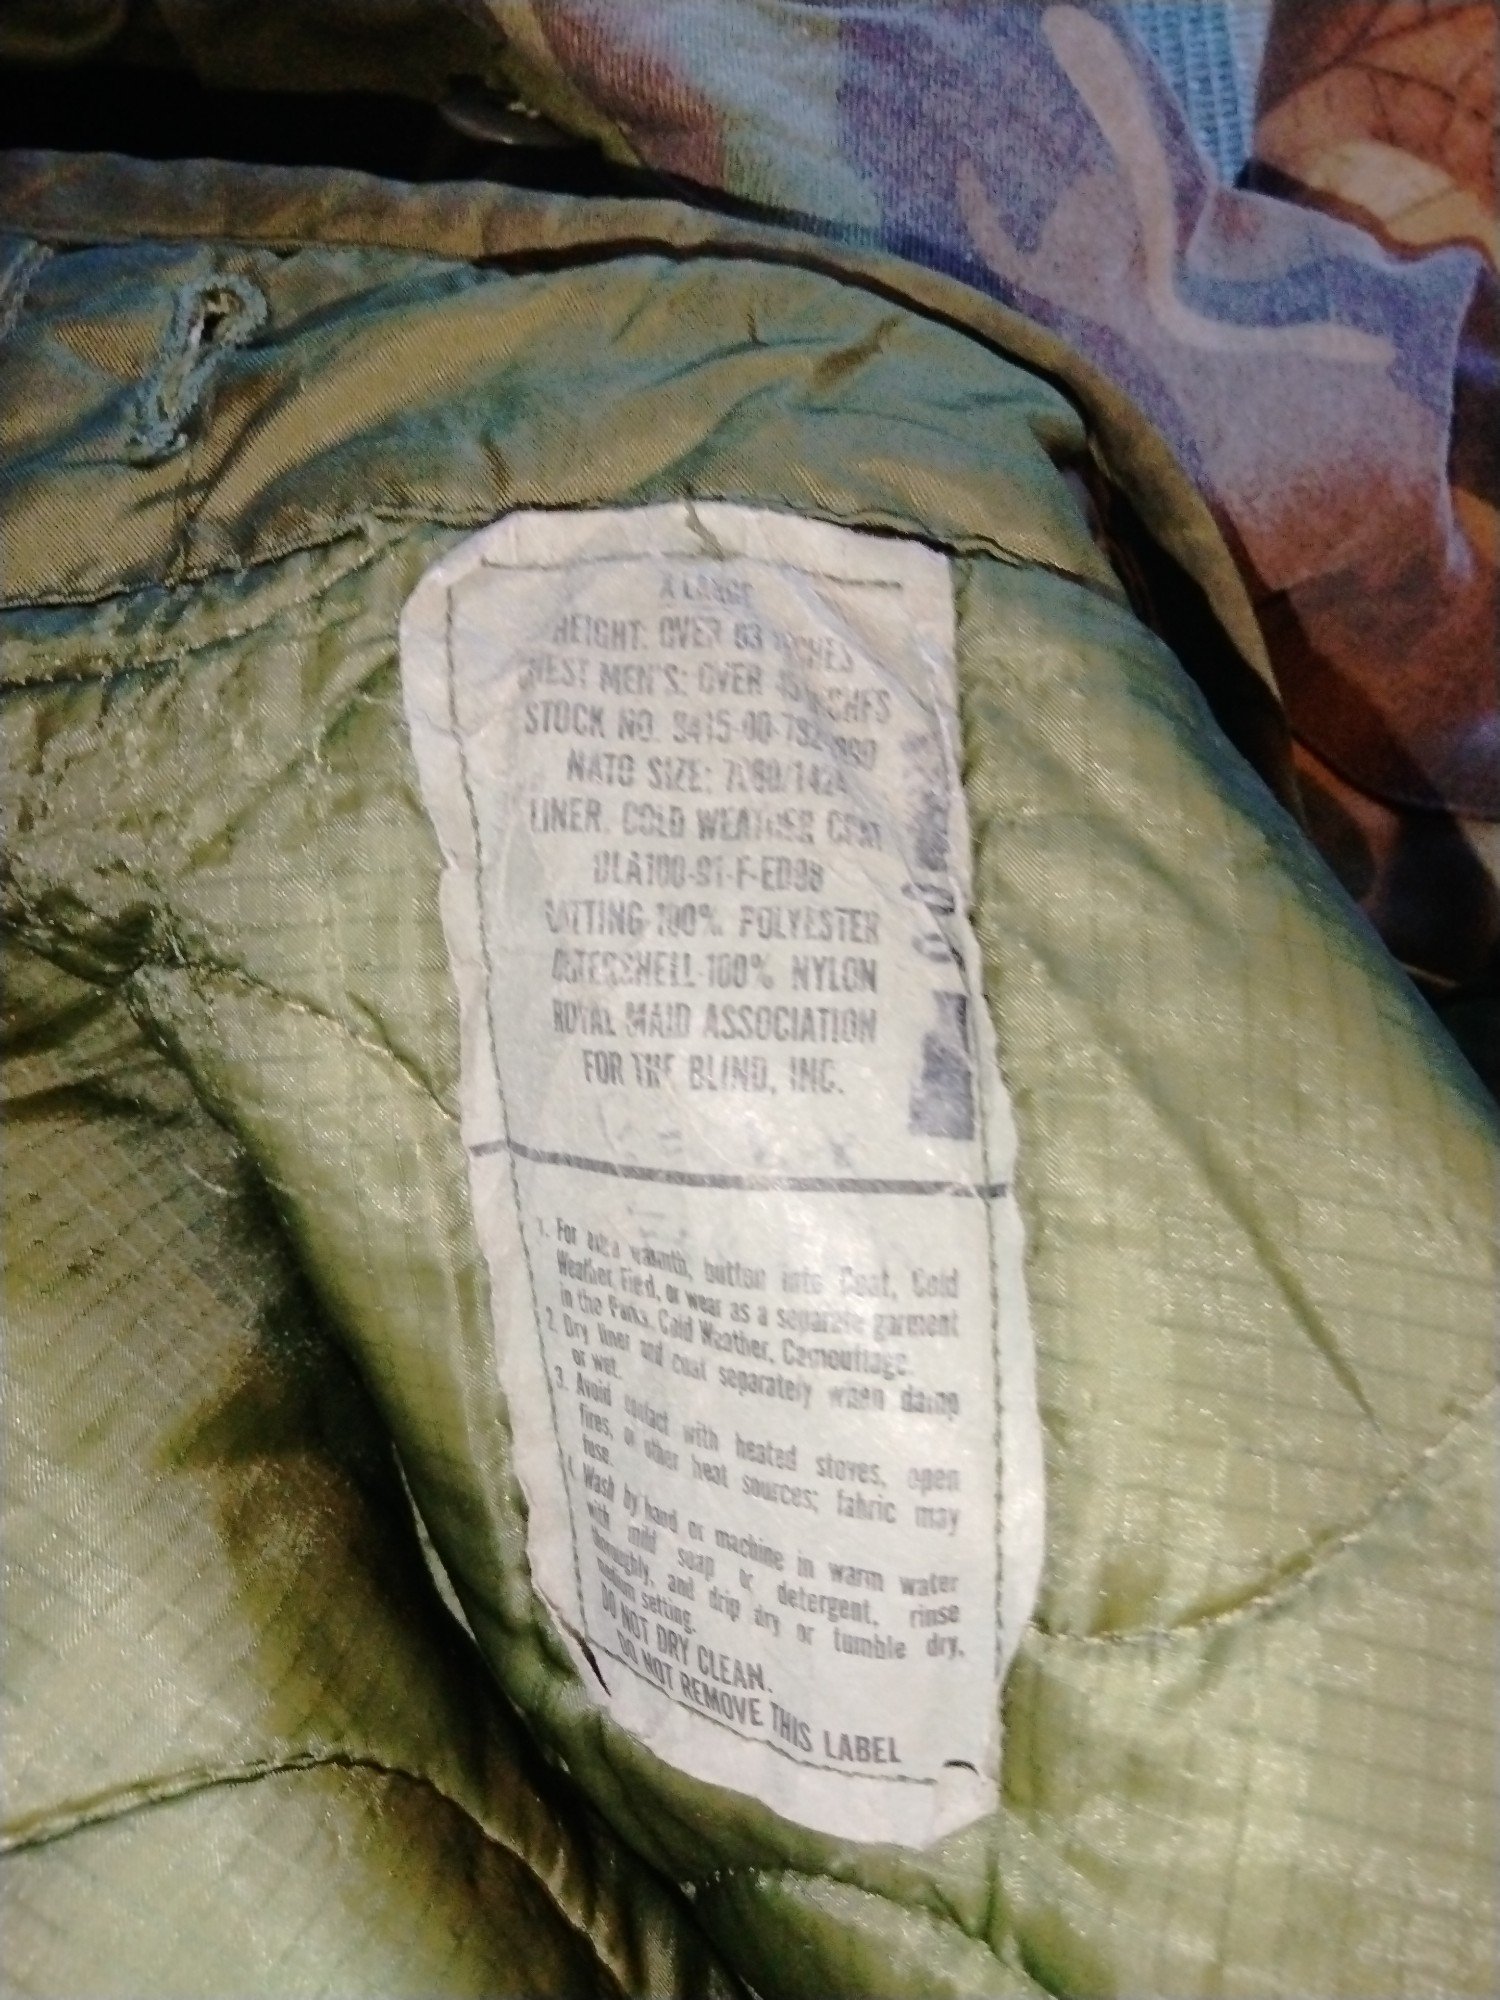 X LARGE
HEIGHT: OVER 63 INCHES
CHEST MEN'S: OVER 45 INCHES
STOCK NO. 8415-00-782-
NATO SIZE:
LINER, COLD WEATHER COAT
DLA100-91-F-ED98
BATTING-100% POLYESTER
OUTERSHELL-100% NYLON
ROYAL MAID ASSOCIATION
FOR THE BLIND, INC.
1. For extra warmth, button into Coat, Cold
Weather, Field, or wear as a separate garment
in the Parka, Cold Weather, Camouflage.
2. Dry liner and coat separately when damp
or wet.
3. Avoid contact with heated stoves, open
fires, or other heat sources; fabric may
fuse.
4. Wash by hand or machine in warm water
with mild soap or detergent, rinse
thoroughly, and drip dry or tumble dry,
medium setting.
DO NOT DRY CLEAN.
DO NOT REMOVE THIS LABEL